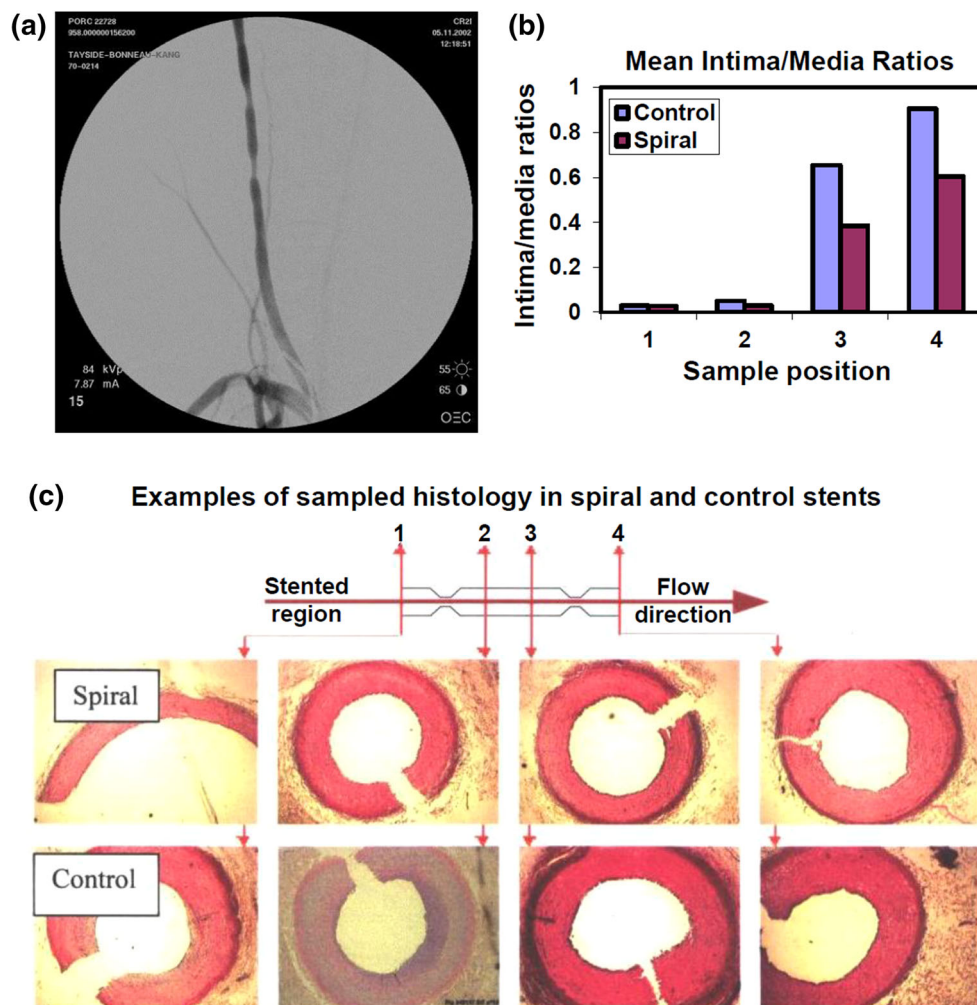 (a)
PORC 22728
958.000000156200
TAYSIDE-BONNEAU-KANG
70-0214
CR2I
05.11.2002
12:18:51
84 kVp
7.87 mA
15
55
65
OEC
(b)
Mean Intima/Media Ratios
Intima/media ratios
1
0.8
0.6
0.4
0.2
0
Control
Spiral
1 2 3 4
Sample position
(c) Examples of sampled histology in spiral and control stents
1 2 3 4
Stented region
Flow direction
Spiral
Control